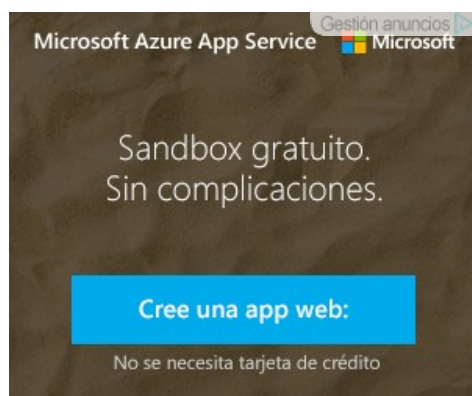 Gestión anuncios
Microsoft Azure App Service Microsoft
Sandbox gratuito.
Sin complicaciones.
Cree una app web:
No se necesita tarjeta de crédito